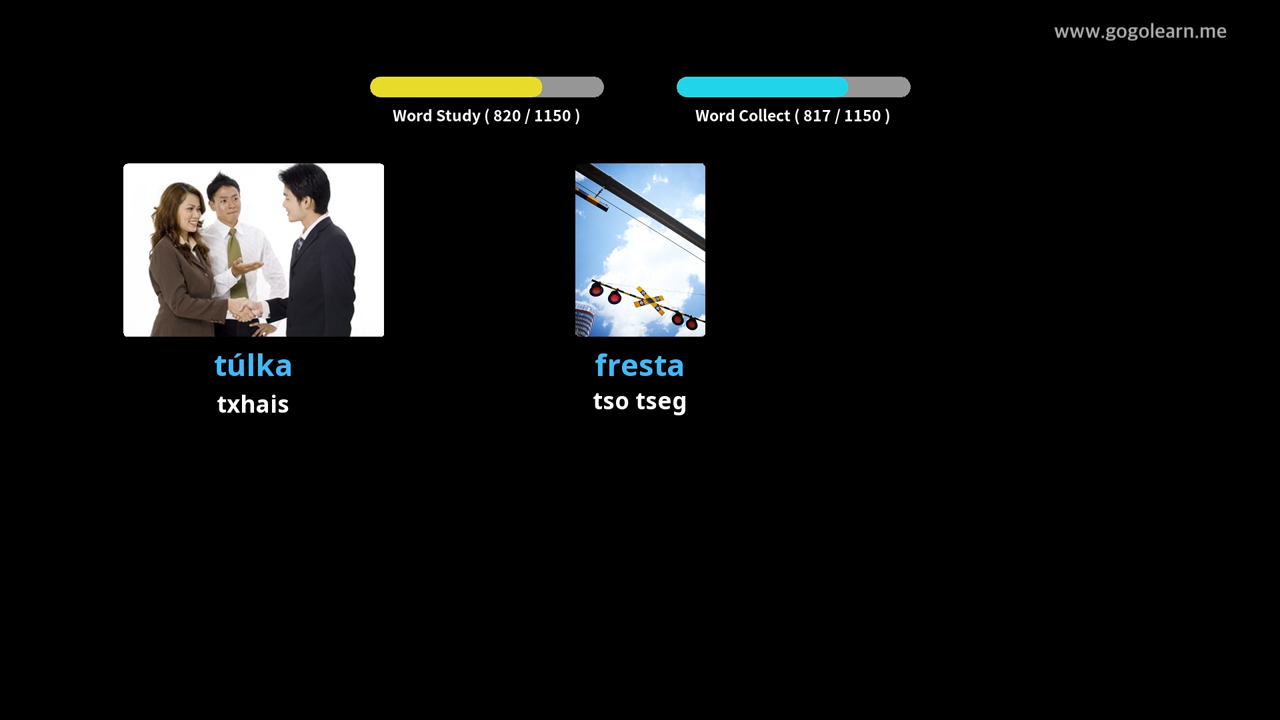 www.gogolearn.me
Word Study ( 820 / 1150 )
Word Collect ( 817 / 1150 )
túlka
txhais
fresta
tso tseg